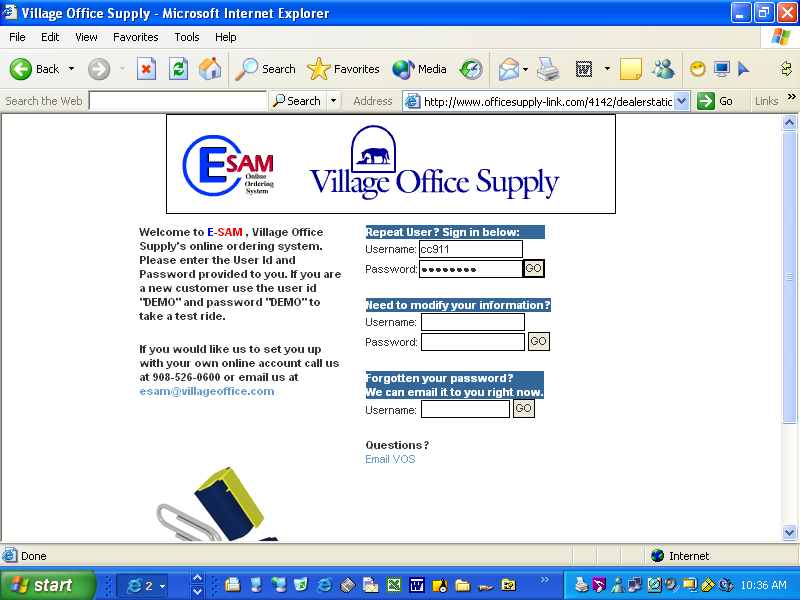 Village Office Supply - Microsoft Internet Explorer
File Edit View Favorites Tools Help
Back Search Favorites Media
Search the Web Search Address http://www.officesupply-link.com/4142/dealerstatic Go Links
E-SAM
Online
Ordering
System
Village Office Supply
Welcome to E-SAM , Village Office
Supply's online ordering system.
Please enter the User Id and
Password provided to you. If you are
a new customer use the user id
"DEMO" and password "DEMO" to
take a test ride.
If you would like us to set you up
with your own online account call us
at 908-526-0600 or email us at
esam@villageoffice.com
Repeat User? Sign in below:
Username: cc911
Password: ●●●●●●●● GO
Need to modify your information?
Username:
Password: GO
Forgotten your password?
We can email it to you right now.
Username: GO
Questions?
Email VOS
Done Internet
start 2 10:36 AM